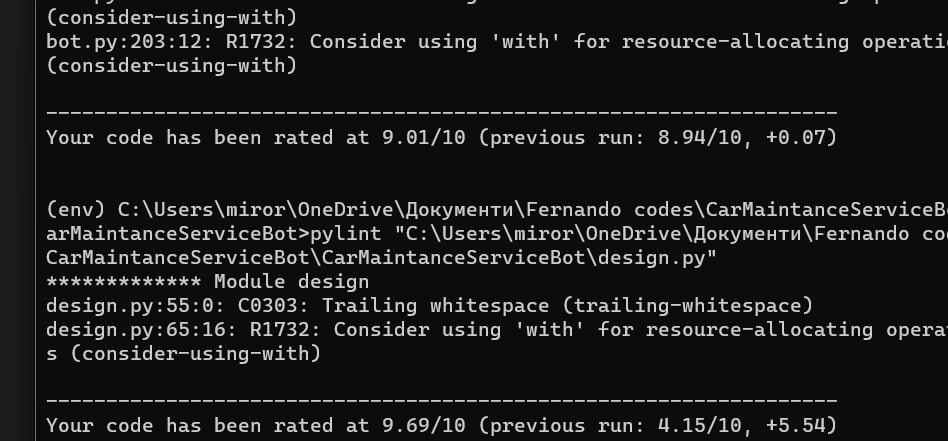 (consider-using-with)
bot.py:203:12: R1732: Consider using 'with' for resource-allocating
(consider-using-with)
------------------------------------------------------------------
Your code has been rated at 9.01/10 (previous run: 8.94/10, +0.07)
(env) C:\Users\miror\OneDrive\Документи\Fernando codes\CarMaintanceServiceB
arMaintanceServiceBot>pylint "C:\Users\miror\OneDrive\Документи\Fernando
CarMaintanceServiceBot\CarMaintanceServiceBot\design.py"
************* Module design
design.py:55:0: C0303: Trailing whitespace (trailing-whitespace)
design.py:65:16: R1732: Consider using 'with' for resource-allocating
s (consider-using-with)
------------------------------------------------------------------
Your code has been rated at 9.69/10 (previous run: 4.15/10, +5.54)